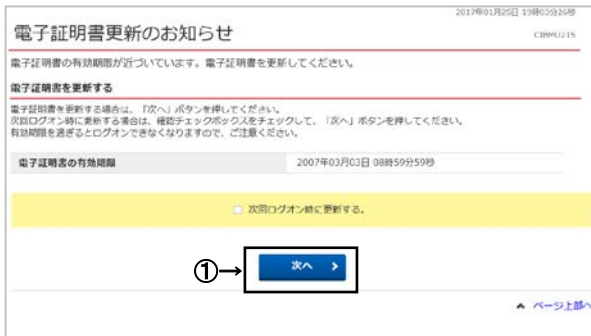 2017年01月25日 19時03分26秒
電子証明書更新のお知らせ
CIBMU21S
電子証明書の有効期限が近づいています。電子証明書を更新してください。
電子証明書を更新する
電子証明書を更新する場合は、「次へ」ボタンを押してください。
次回ログオン時に更新する場合は、確認チェックボックスをチェックして、「次へ」ボタンを押してください。
有効期限を過ぎるとログオンできなくなりますので、ご注意ください。
電子証明書の有効期限 2007年03月03日 08時59分59秒
次回ログオン時に更新する。
①→ 次へ
ページ上部へ